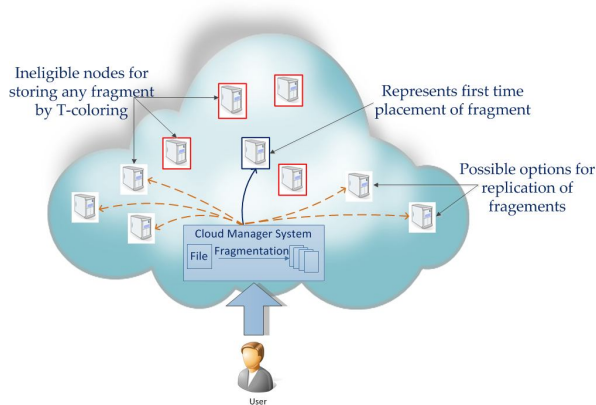 Ineligible nodes for
storing any fragment
by T-coloring
Represents first time
placement of fragment
Possible options for
replication of
fragements
Cloud Manager System
File
Fragmentation
User